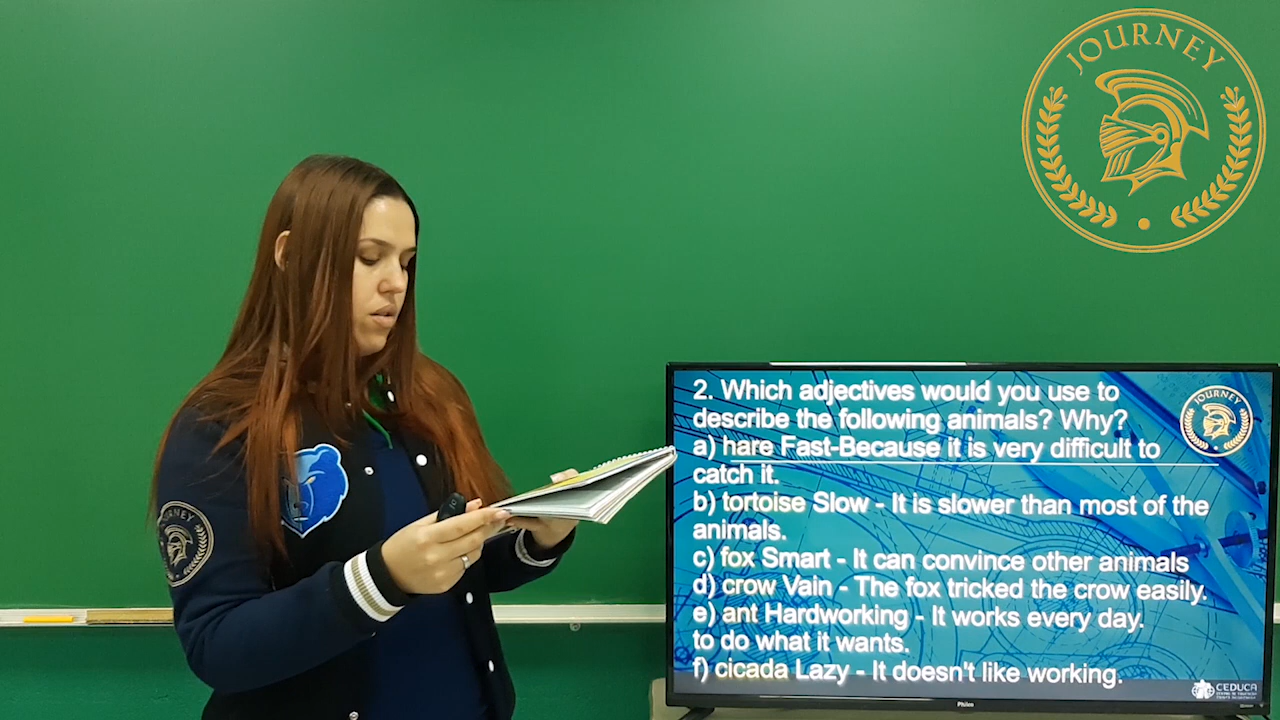 JOURNEY
2. Which adjectives would you use to
describe the following animals? Why?
a) hare Fast-Because it is very difficult to
catch it.
b) tortoise Slow - It is slower than most of the
animals.
c) fox Smart - It can convince other animals
d) crow Vain - The fox tricked the crow easily.
e) ant Hardworking - It works every day.
to do what it wants.
f) cicada Lazy - It doesn't like working.
JOURNEY
CEDUCA
Philco
JOURNEY